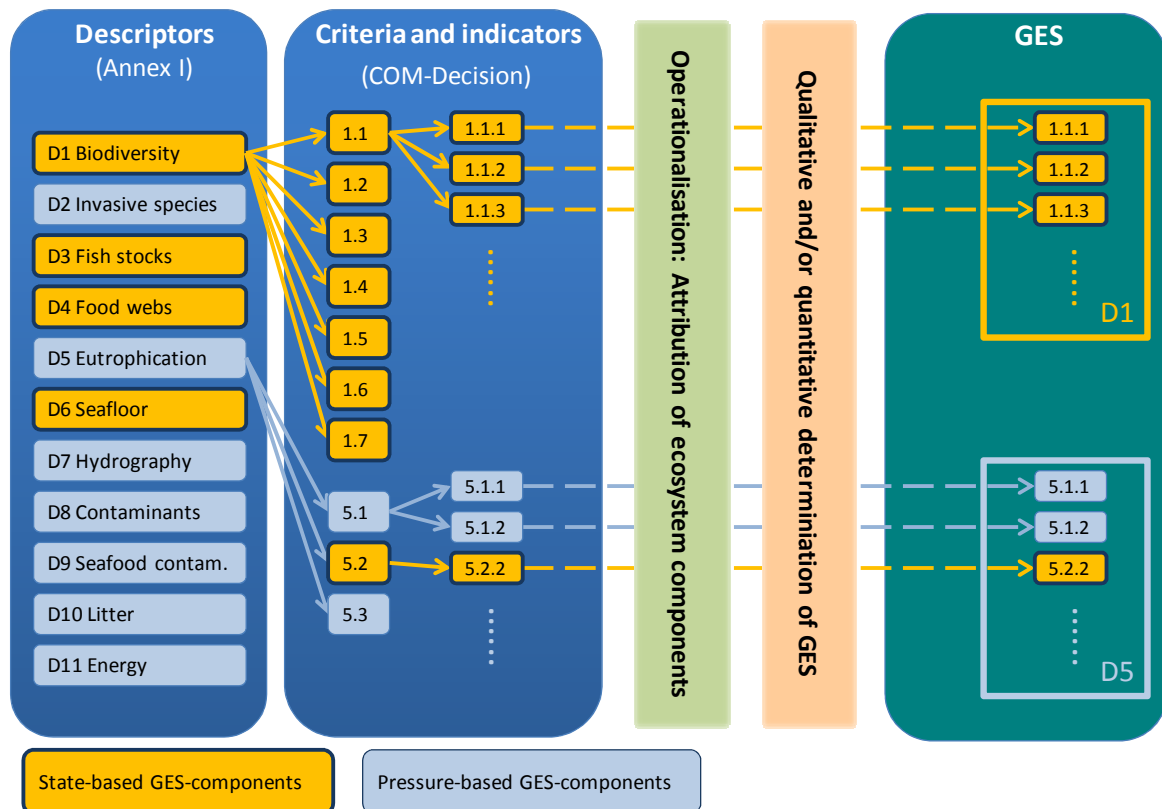 Descriptors
(Annex I)
D1 Biodiversity
D2 Invasive species
D3 Fish stocks
D4 Food webs
D5 Eutrophication
D6 Seafloor
D7 Hydrography
D8 Contaminants
D9 Seafood contam.
D10 Litter
D11 Energy
Criteria and indicators
(COM-Decision)
1.1
1.2
1.3
1.4
1.5
1.6
1.7
5.1
5.2
5.3
1.1.1
1.1.2
1.1.3
5.1.1
5.1.2
5.2.2
Operationalisation: Attribution of ecosystem components
Qualitative and/or quantitative determiniation of GES
GES
1.1.1
1.1.2
1.1.3
D1
5.1.1
5.1.2
5.2.2
D5
State-based GES-components
Pressure-based GES-components